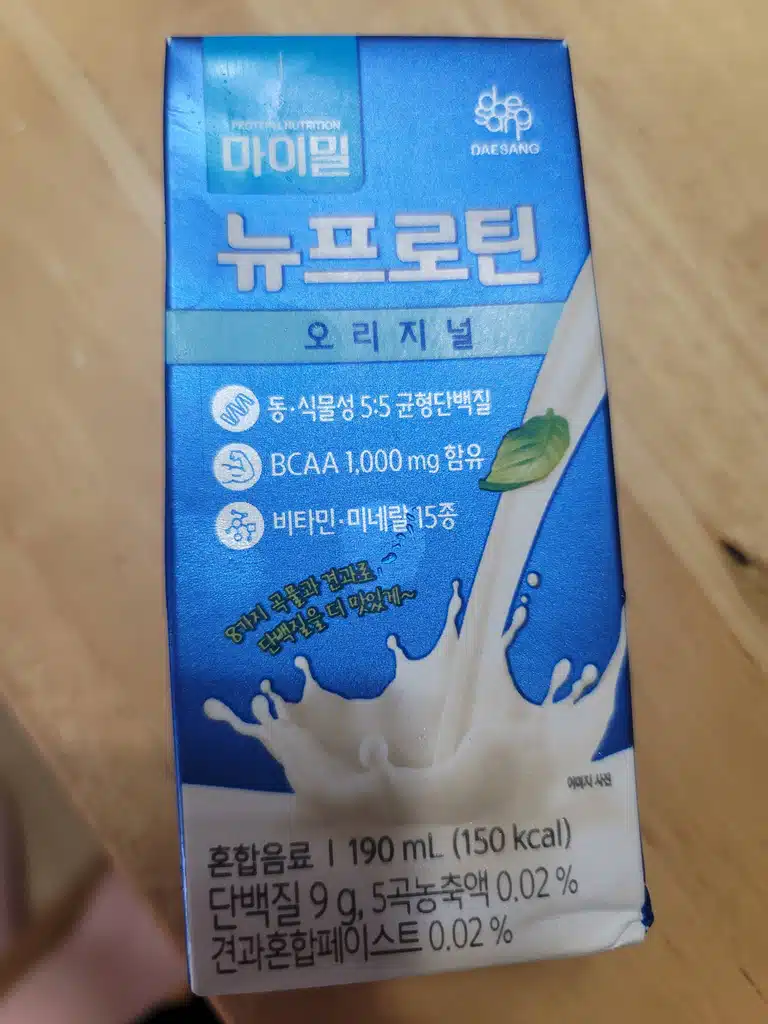 PROTEIN & NUTRITION
마이밀
DAESANG
뉴프로틴
오리지널
동·식물성 5:5 균형단백질
BCAA 1,000 mg 함유
비타민·미네랄 15종
8가지 곡물과 견과로
단백질을 더 맛있게~
이미지 사진
혼합음료 | 190 mL (150 kcal)
단백질 9 g, 5곡농축액 0.02 %
견과혼합페이스트 0.02 %